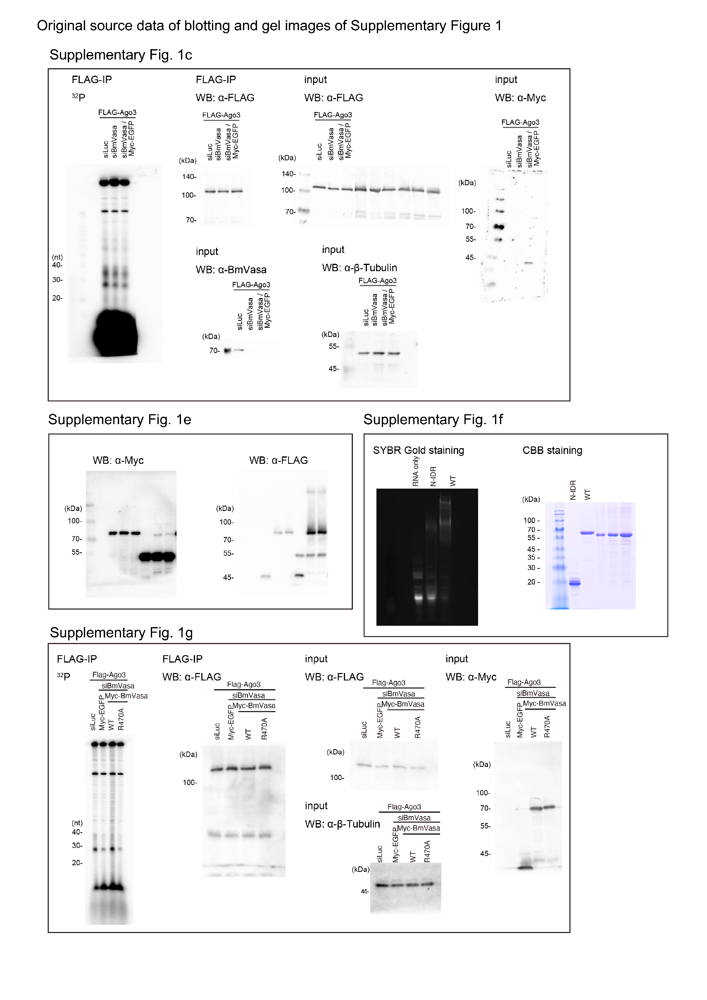 Original source data of blotting and gel images of Supplementary Figure 1
Supplementary Fig. 1c
FLAG-IP
32P
FLAG-Ago3
siLuc
siBmVasa
siBmVasa /
Myc-EGFP
(nt)
40-
30-
20-
FLAG-IP
WB: α-FLAG
FLAG-Ago3
siLuc
siBmVasa
siBmVasa /
Myc-EGFP
(kDa)
140-
100-
70-
input
WB: α-FLAG
FLAG-Ago3
siLuc
siBmVasa
siBmVasa /
Myc-EGFP
(kDa)
140-
100-
70-
input
WB: α-Myc
FLAG-Ago3
siLuc
siBmVasa
siBmVasa /
Myc-EGFP
(kDa)
100-
70-
55-
45-
input
WB: α-BmVasa
FLAG-Ago3
siLuc
siBmVasa
siBmVasa /
Myc-EGFP
(kDa)
70-
input
WB: α-β-Tubulin
FLAG-Ago3
siLuc
siBmVasa
siBmVasa /
Myc-EGFP
(kDa)
55-
45-
Supplementary Fig. 1e
WB: α-Myc
(kDa)
100-
70-
55-
WB: α-FLAG
(kDa)
100-
70-
55-
45-
Supplementary Fig. 1f
SYBR Gold staining
RNA only
N-IDR
WT
CBB staining
N-IDR
WT
(kDa)
100 -
70 -
55 -
45 -
35 -
30 -
20 -
Supplementary Fig. 1g
FLAG-IP
32P
Flag-Ago3
siBmVasa
Myc-BmVasa
siLuc
Myc-EGFP
WT
R470A
(nt)
40-
30-
20-
FLAG-IP
WB: α-FLAG
Flag-Ago3
siBmVasa
Myc-BmVasa
siLuc
Myc-EGFP
WT
R470A
(kDa)
100-
input
WB: α-FLAG
Flag-Ago3
siBmVasa
Myc-BmVasa
siLuc
Myc-EGFP
WT
R470A
(kDa)
100-
input
WB: α-β-Tubulin
Flag-Ago3
siBmVasa
Myc-BmVasa
siLuc
Myc-EGFP
WT
R470A
(kDa)
45-
input
WB: α-Myc
Flag-Ago3
siBmVasa
Myc-BmVasa
siLuc
Myc-EGFP
WT
R470A
(kDa)
100-
70-
55-
45-